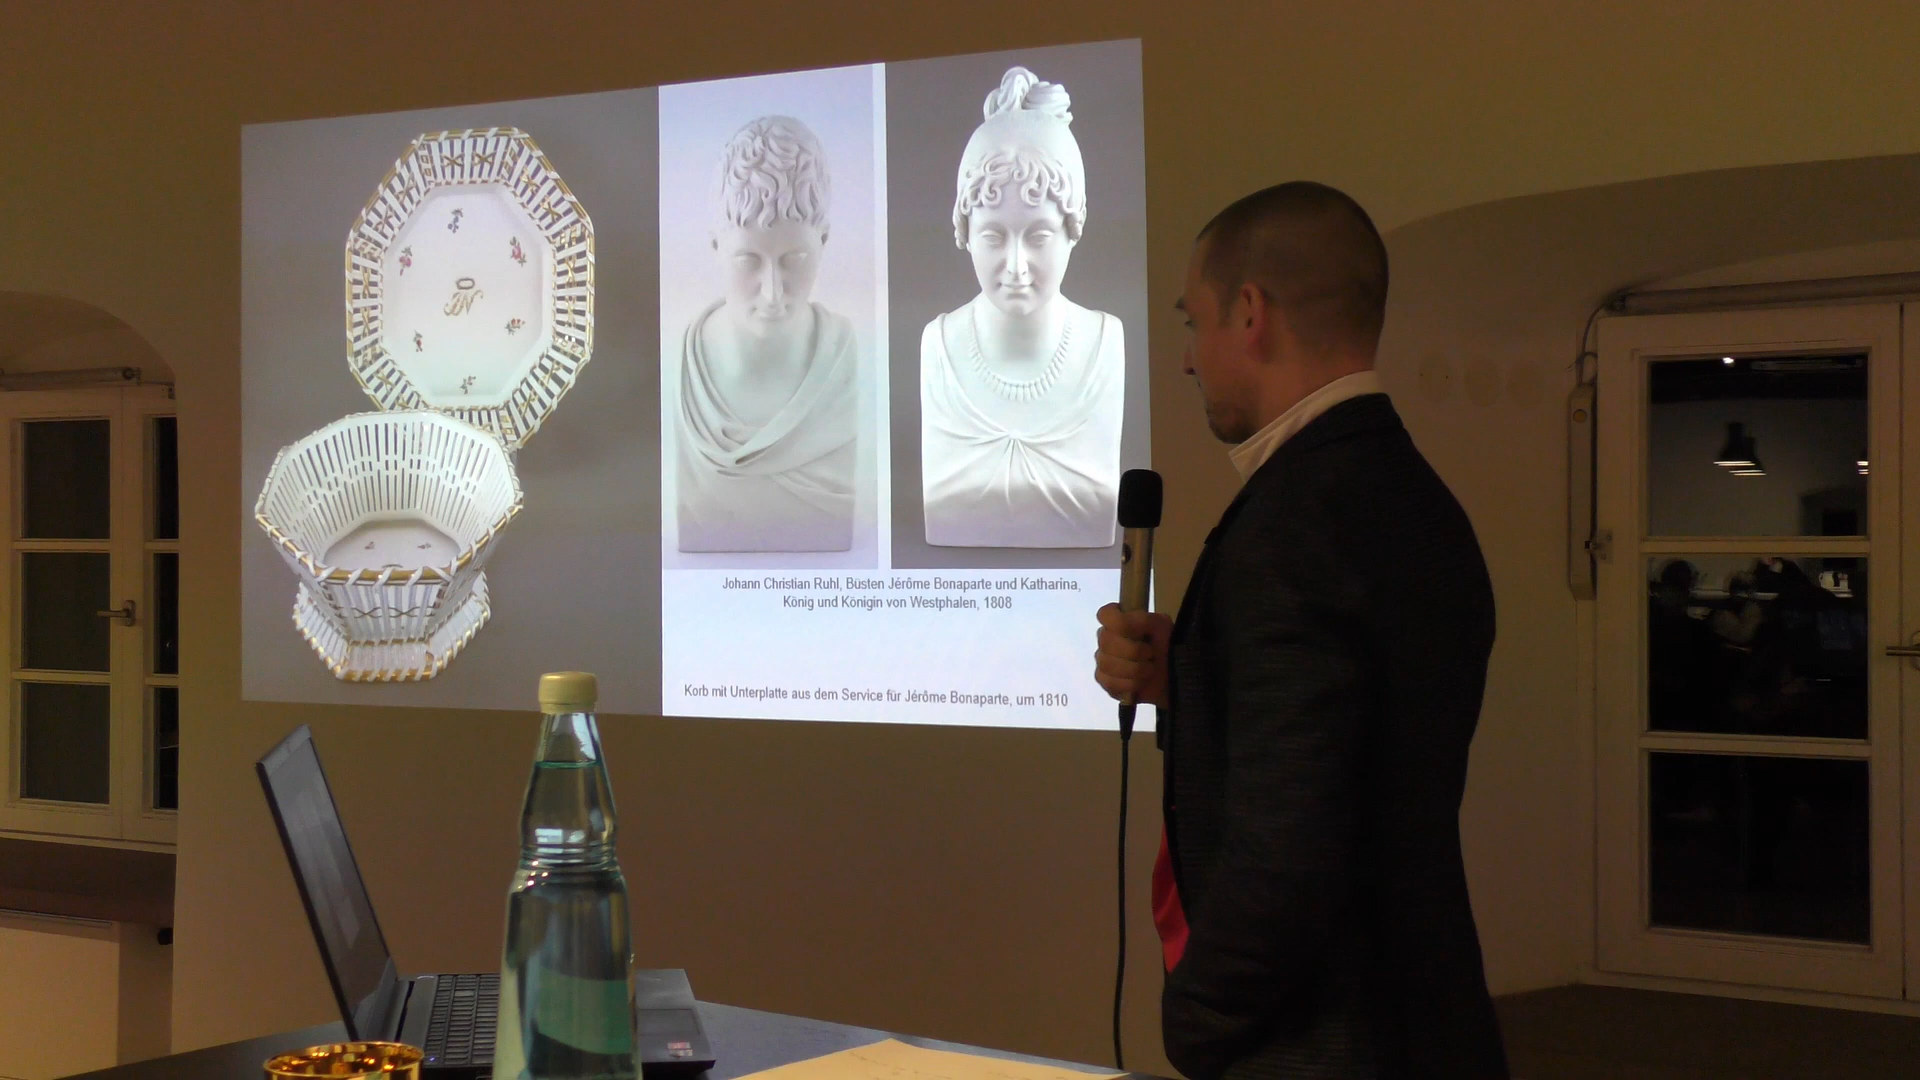 Johann Christian Ruhl, Büsten Jérôme Bonaparte und Katharina,
König und Königin von Westphalen, 1808
Korb mit Unterplatte aus dem Service für Jérôme Bonaparte, um 1810